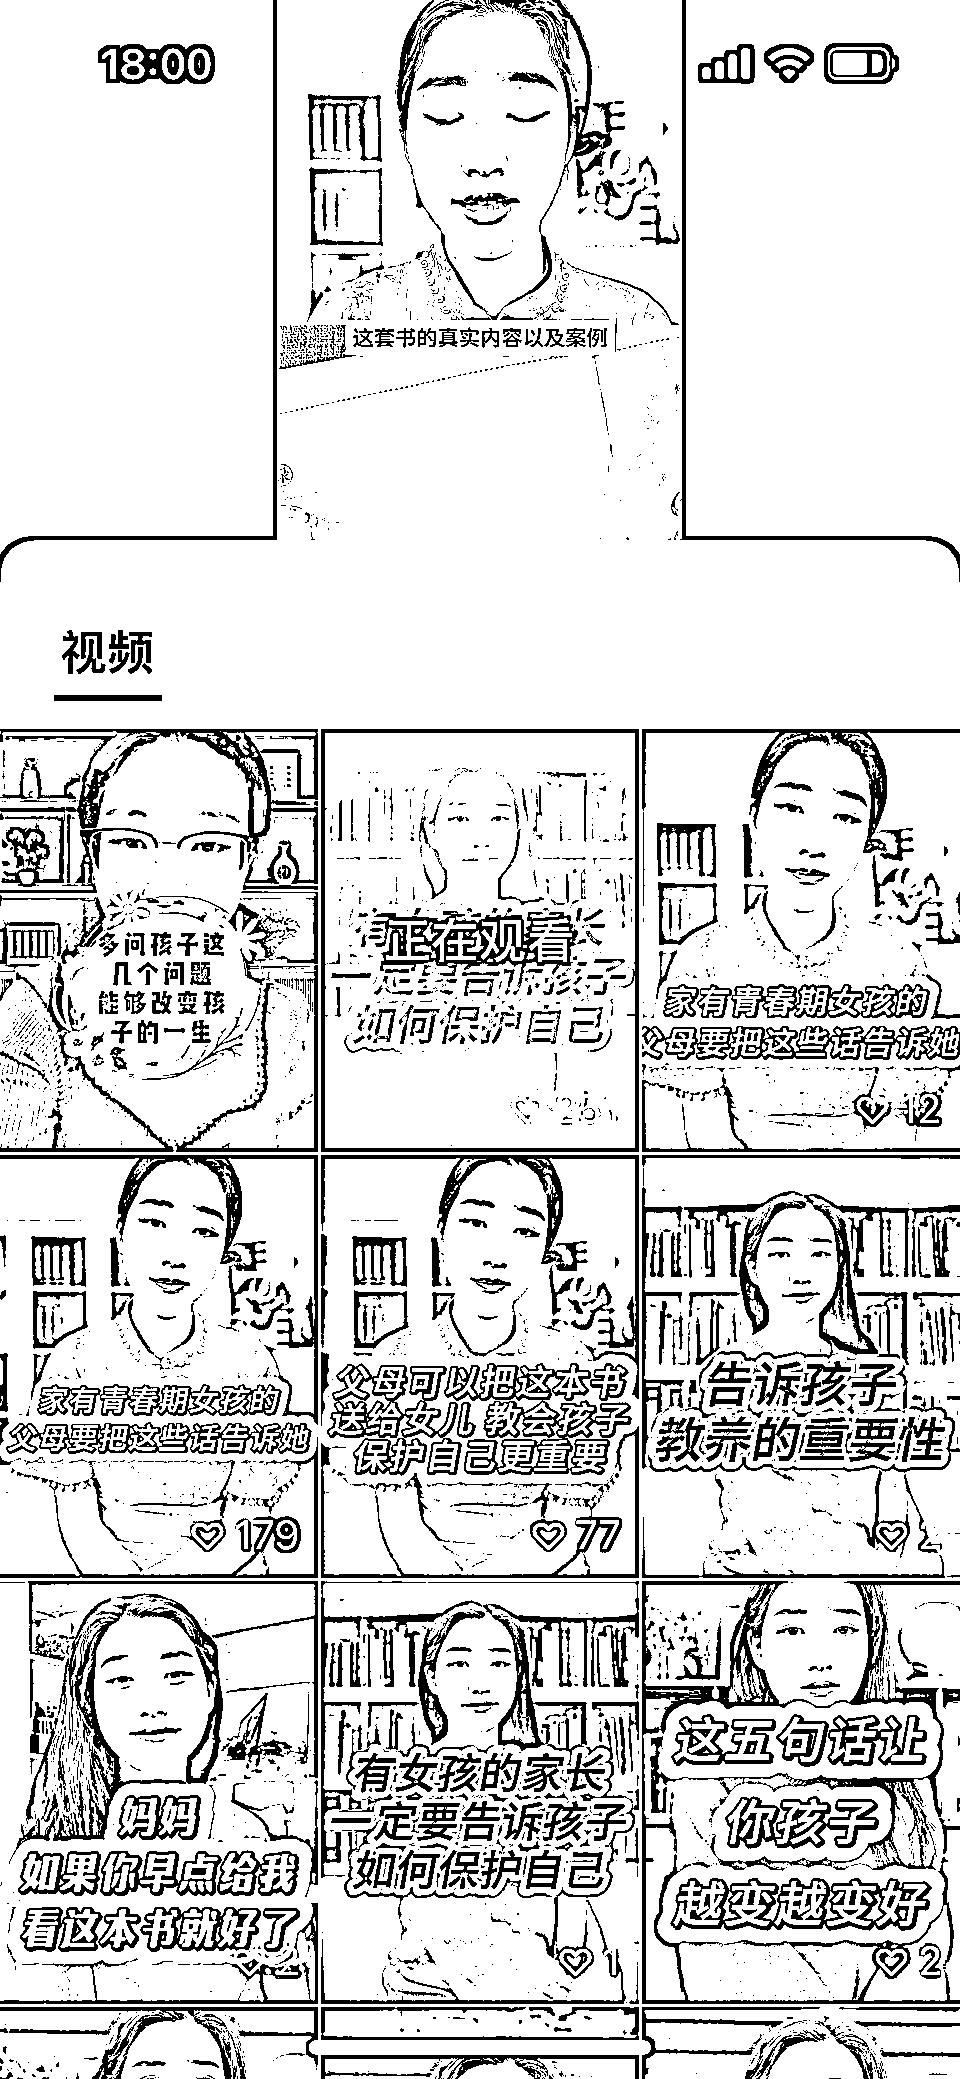 18:00
这套书的真实内容以及案例
视频
多问孩子这
几个问题
能够改变孩
子的一生
正在观看
一定要告诉孩子
如何保护自己
家有青春期女孩的
父母要把这些话告诉她
12
家有青春期女孩的
父母要把这些话告诉她
179
父母可以把这本书
送给女儿 教会孩子
保护自己更重要
77
告诉孩子
教养的重要性
妈妈
如果你早点给我
看这本书就好了
2
有女孩的家长
一定要告诉孩子
如何保护自己
1
这五句话让
你孩子
越变越变好
2